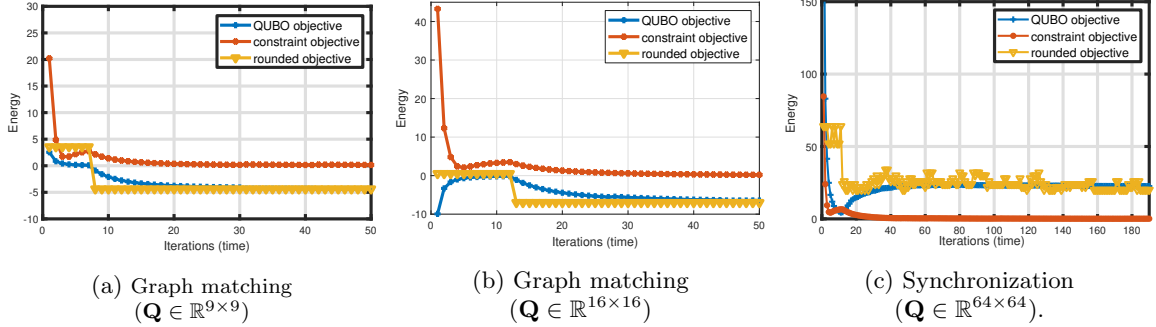 30
25
20
15
10
5
0
-5
-10
Energy
0
10
20
30
40
50
Iterations (time)
QUBO objective
constraint objective
rounded objective
(a) Graph matching
(Q ∈ ℝ^{9×9})
40
30
20
10
0
-10
Energy
0
10
20
30
40
50
Iterations (time)
QUBO objective
constraint objective
rounded objective
(b) Graph matching
(Q ∈ ℝ^{16×16})
150
100
50
0
Energy
0
20
40
60
80
100
120
140
160
180
Iterations (time)
QUBO objective
constraint objective
rounded objective
(c) Synchronization
(Q ∈ ℝ^{64×64}).